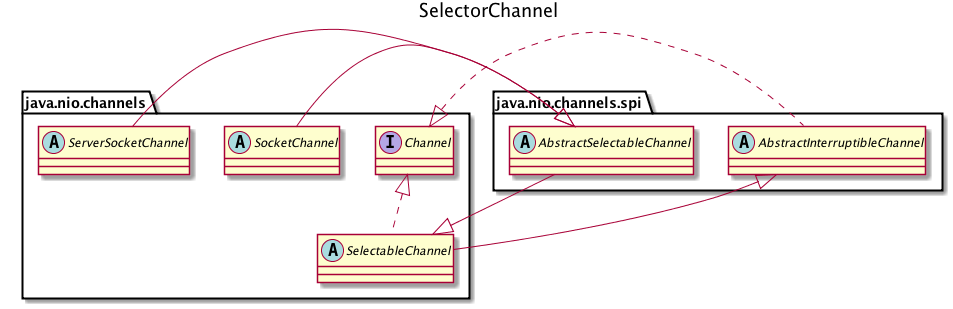 SelectorChannel
java.nio.channels
java.nio.channels.spi
A ServerSocketChannel
A SocketChannel
I Channel
A AbstractSelectableChannel
A AbstractInterruptibleChannel
A SelectableChannel